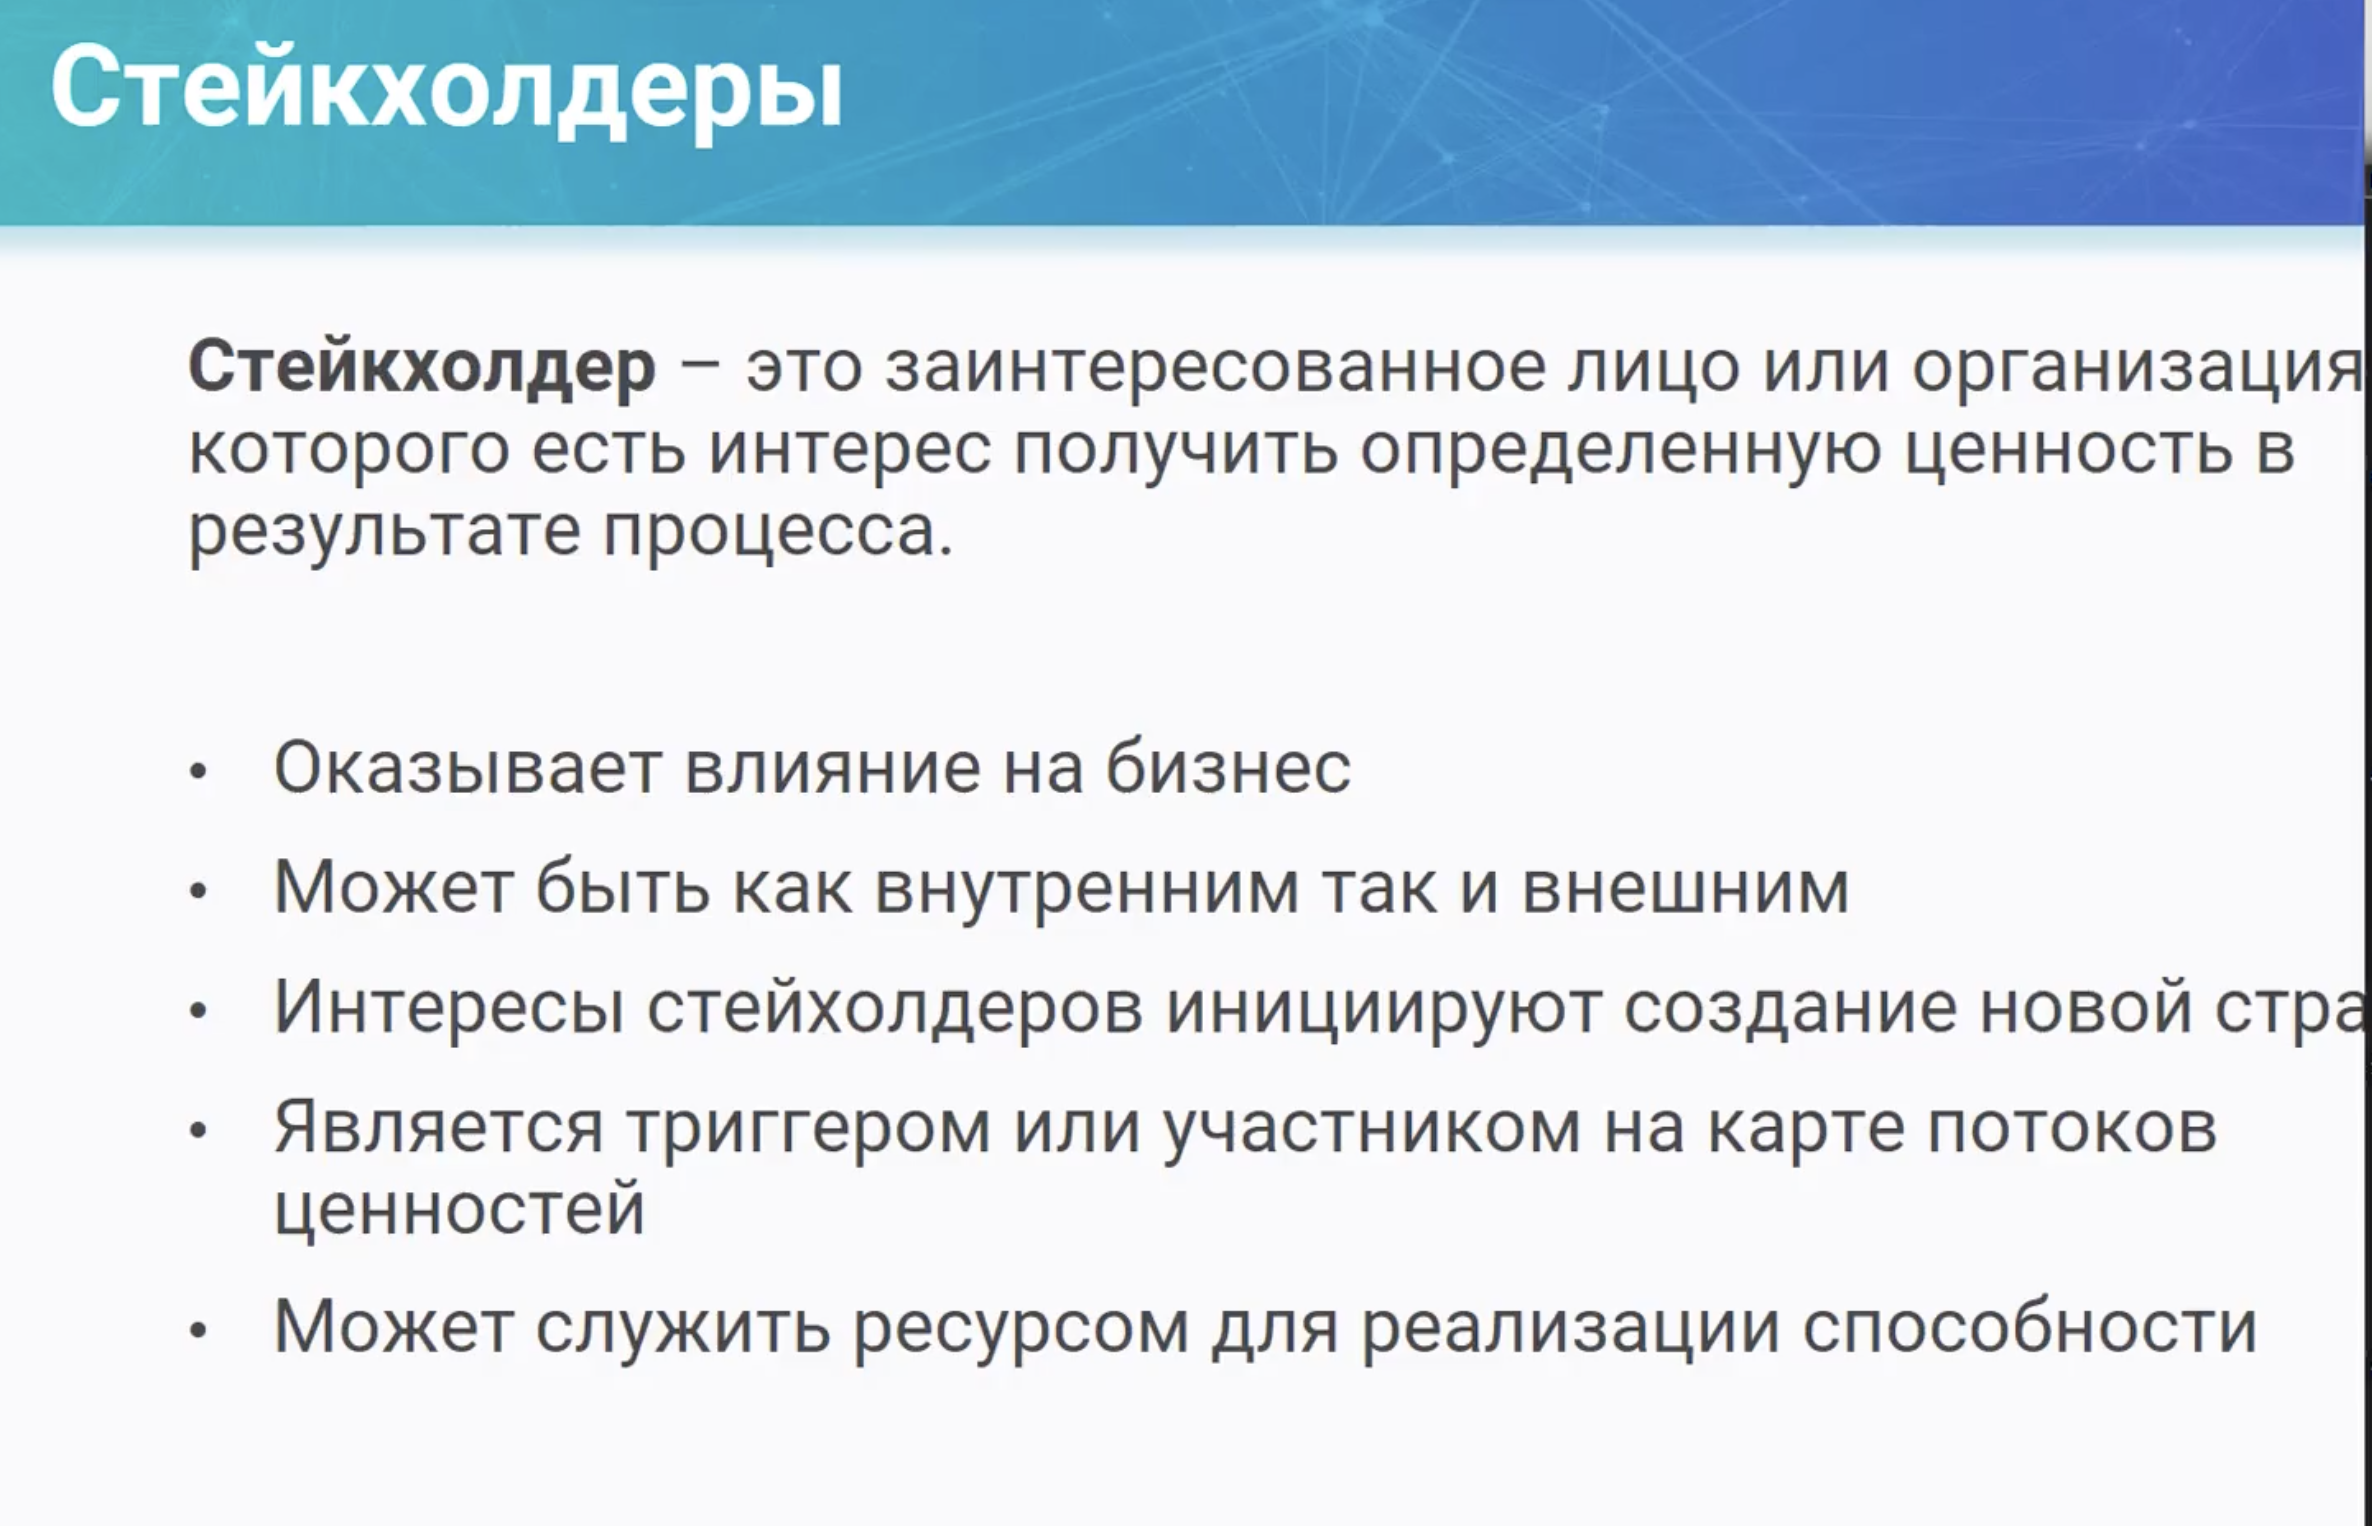 Стейкхолдеры
Стейкхолдер – это заинтересованное лицо или организация
которого есть интерес получить определенную ценность в
результате процесса.
• Оказывает влияние на бизнес
• Может быть как внутренним так и внешним
• Интересы стейхолдеров инициируют создание новой стра
• Является триггером или участником на карте потоков
ценностей
• Может служить ресурсом для реализации способности